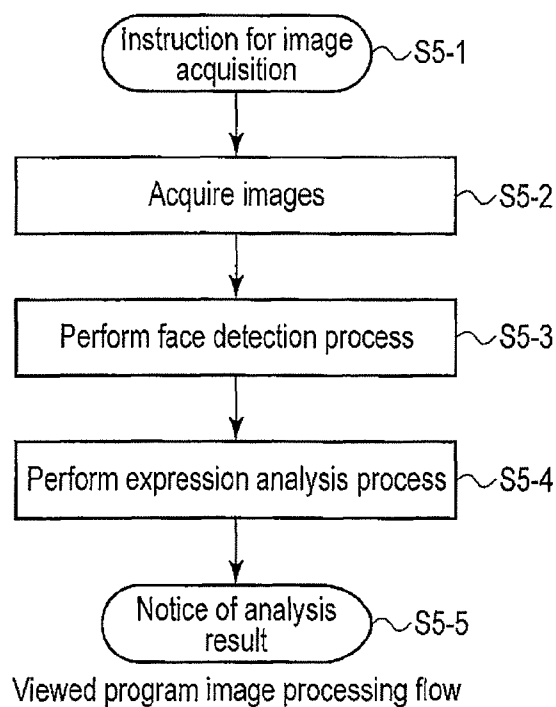 Instruction for image
acquisition
S5-1
Acquire images
S5-2
Perform face detection process
S5-3
Perform expression analysis process
S5-4
Notice of analysis
result
S5-5
Viewed program image processing flow